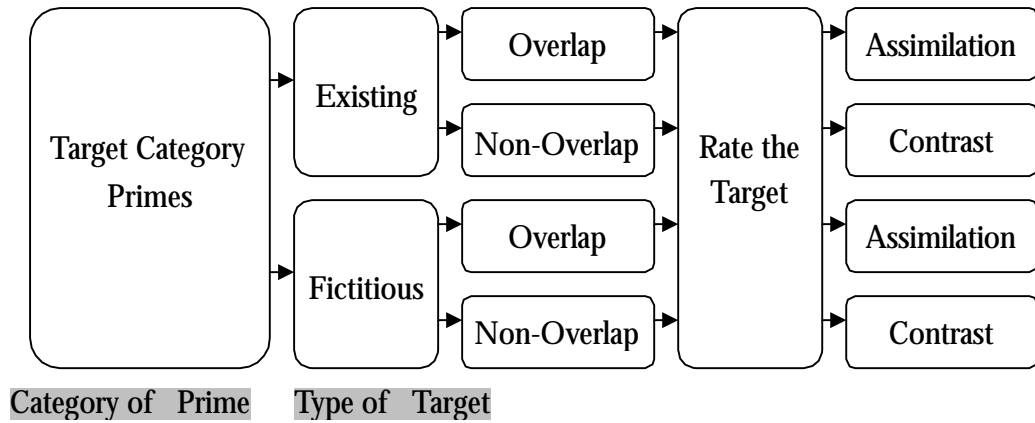 Target Category
Primes
Existing
Fictitious
Overlap
Non-Overlap
Overlap
Non-Overlap
Rate the
Target
Assimilation
Contrast
Assimilation
Contrast
Category of Prime
Type of Target